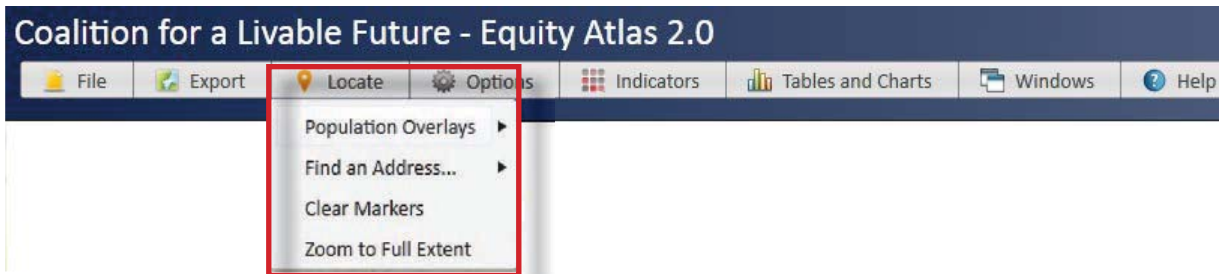 Coalition for a Livable Future - Equity Atlas 2.0
File Export Locate Options Indicators Tables and Charts Windows Help
Population Overlays
Find an Address...
Clear Markers
Zoom to Full Extent